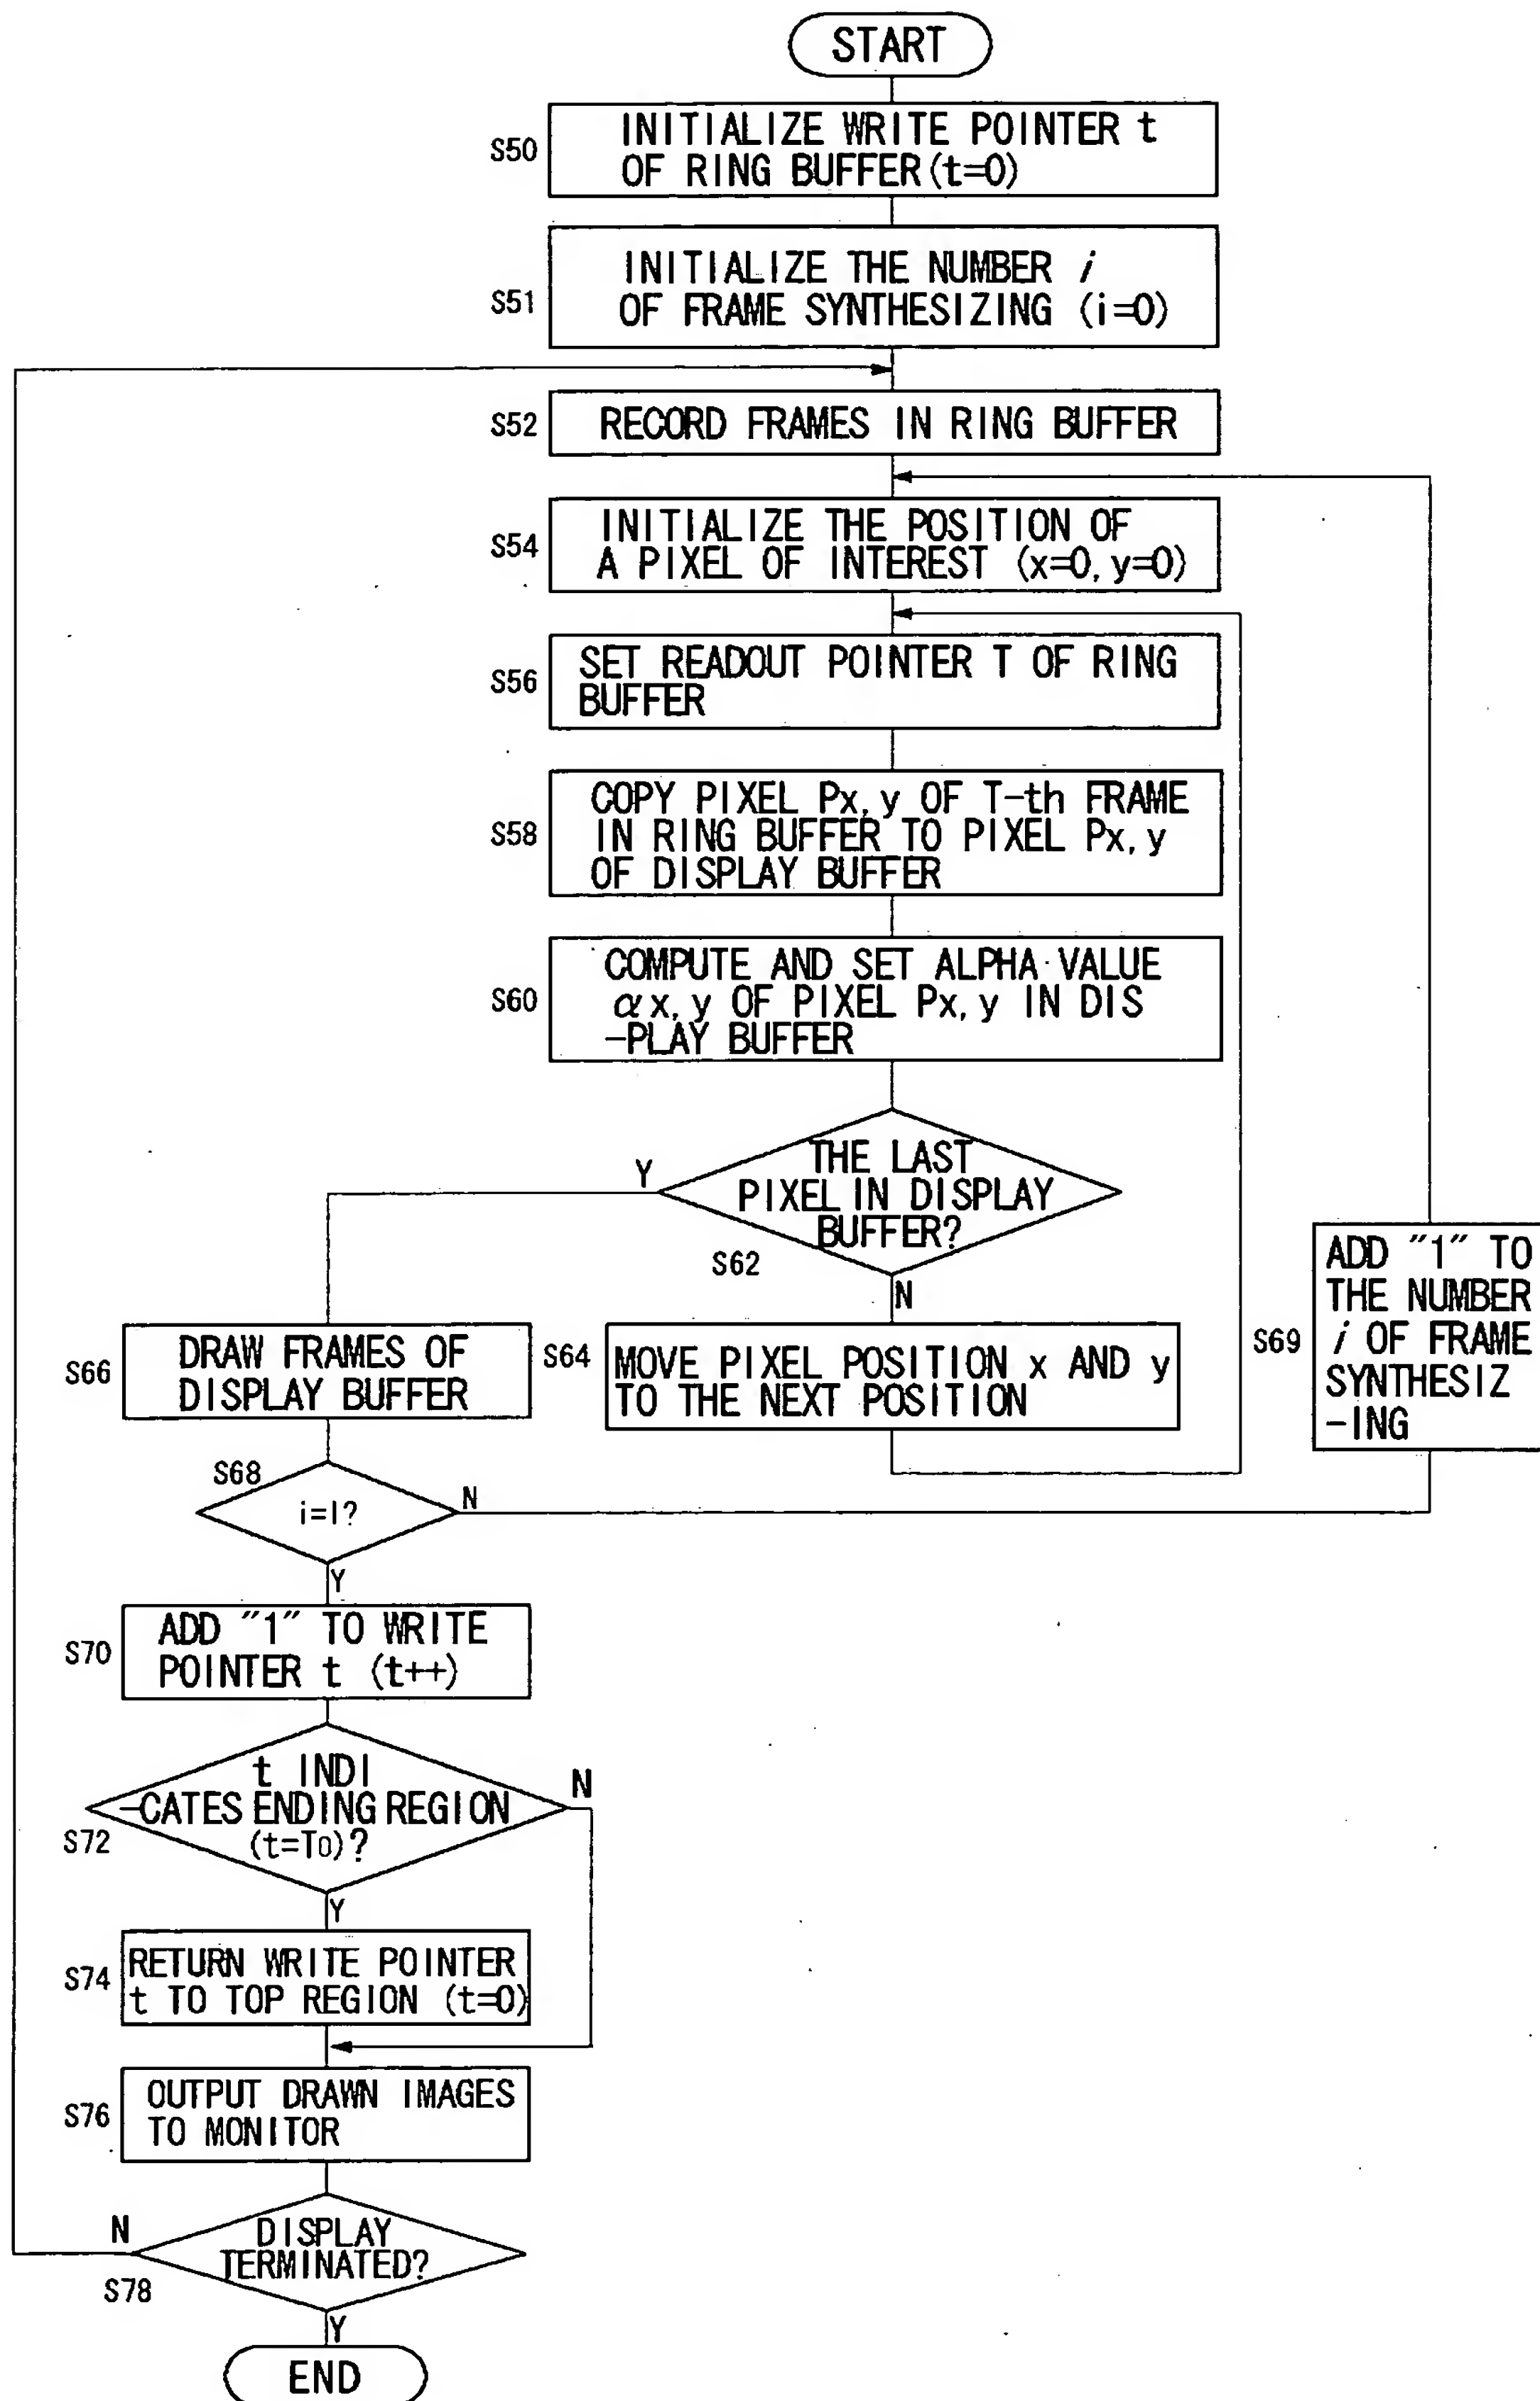 START
S50
INITIALIZE WRITE POINTER t
OF RING BUFFER(t=0)
S51
INITIALIZE THE NUMBER i
OF FRAME SYNTHESIZING (i=0)
S52
RECORD FRAMES IN RING BUFFER
S54
INITIALIZE THE POSITION OF
A PIXEL OF INTEREST (x=0, y=0)
S56
SET READOUT POINTER T OF RING
BUFFER
S58
COPY PIXEL Px, y OF T-th FRAME
IN RING BUFFER TO PIXEL Px, y
OF DISPLAY BUFFER
S60
COMPUTE AND SET ALPHA VALUE
αx, y OF PIXEL Px, y IN DIS
-PLAY BUFFER
THE LAST
PIXEL IN DISPLAY
BUFFER?
S62
Y
N
S64
MOVE PIXEL POSITION x AND y
TO THE NEXT POSITION
S66
DRAW FRAMES OF
DISPLAY BUFFER
S68
i=I?
N
Y
S69
ADD "1" TO
THE NUMBER
i OF FRAME
SYNTHESIZ
-ING
S70
ADD "1" TO WRITE
POINTER t (t++)
S72
t INDI
-CATES ENDING REGION
(t=T0)?
N
Y
S74
RETURN WRITE POINTER
t TO TOP REGION (t=0)
S76
OUTPUT DRAWN IMAGES
TO MONITOR
S78
DISPLAY
TERMINATED?
N
Y
END